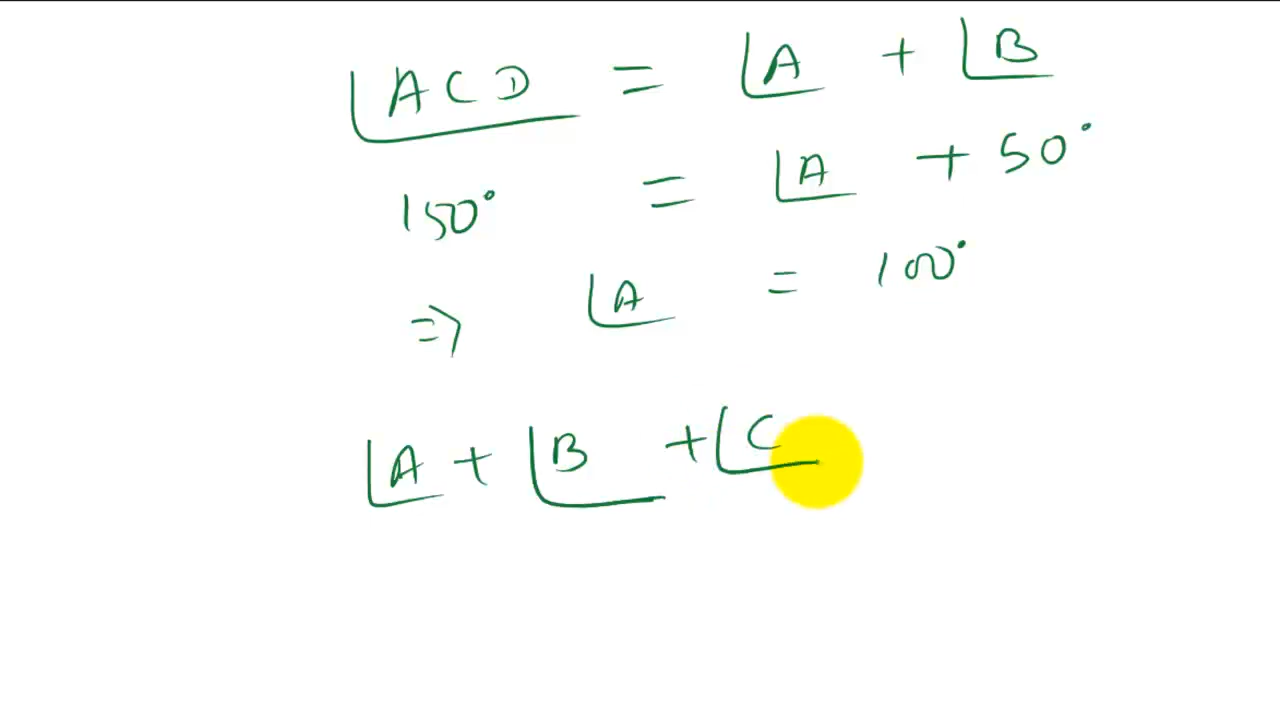 ∠ACD = ∠A + ∠B
150° = ∠A + 50°
⇒ ∠A = 100°
∠A + ∠B + ∠C